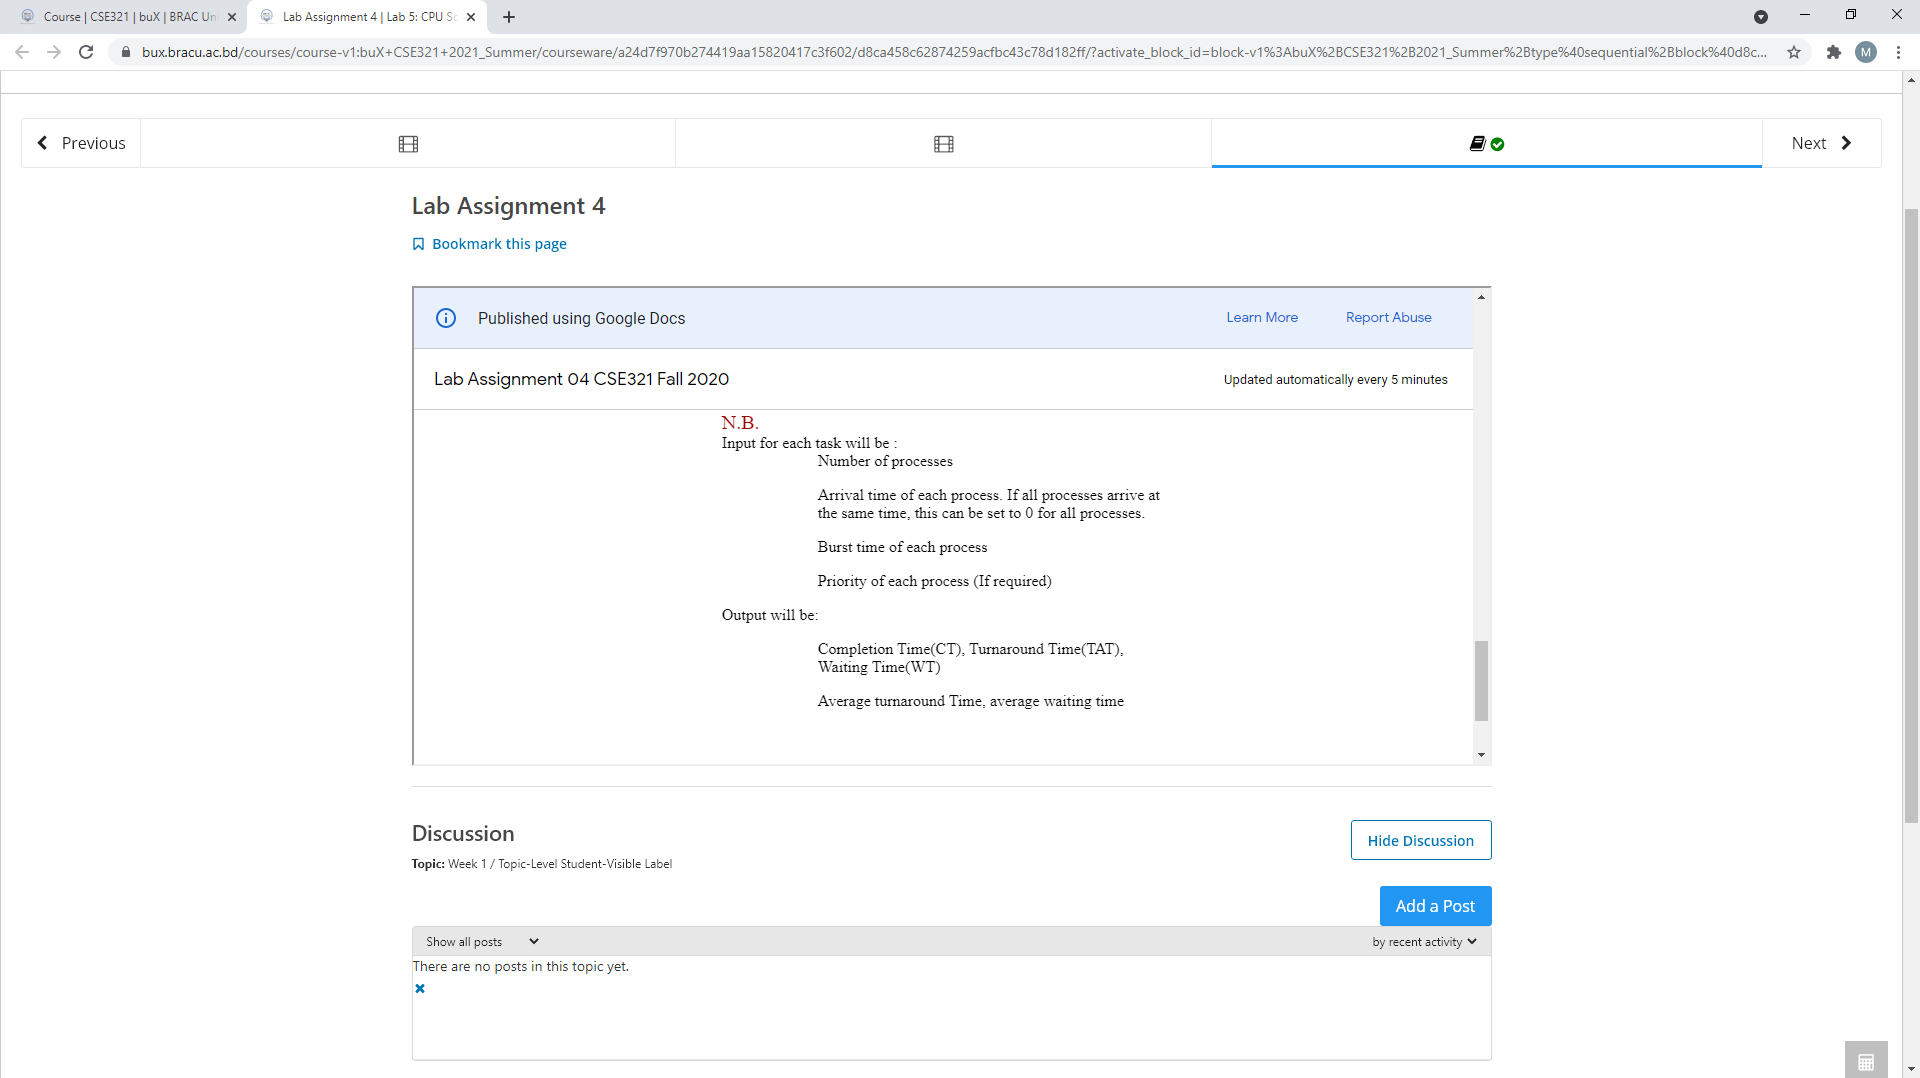 Course | CSE321 | buX | BRAC Un
Lab Assignment 4 | Lab 5: CPU Sc
bux.bracu.ac.bd/courses/course-v1:buX+CSE321+2021_Summer/courseware/a24d7f970b274419aa15820417c3f602/d8ca458c62874259acfbc43c78d182ff/?activate_block_id=block-v1%3AbuX%2BCSE321%2B2021_Summer%2Btype%40sequential%2Bblock%40d8c...
M
Previous
Next
Lab Assignment 4
Bookmark this page
Published using Google Docs
Learn More
Report Abuse
Lab Assignment 04 CSE321 Fall 2020
Updated automatically every 5 minutes
N.B.
Input for each task will be :
Number of processes
Arrival time of each process. If all processes arrive at
the same time, this can be set to 0 for all processes.
Burst time of each process
Priority of each process (If required)
Output will be:
Completion Time(CT), Turnaround Time(TAT),
Waiting Time(WT)
Average turnaround Time, average waiting time
Discussion
Hide Discussion
Topic: Week 1 / Topic-Level Student-Visible Label
Add a Post
Show all posts
by recent activity
There are no posts in this topic yet.